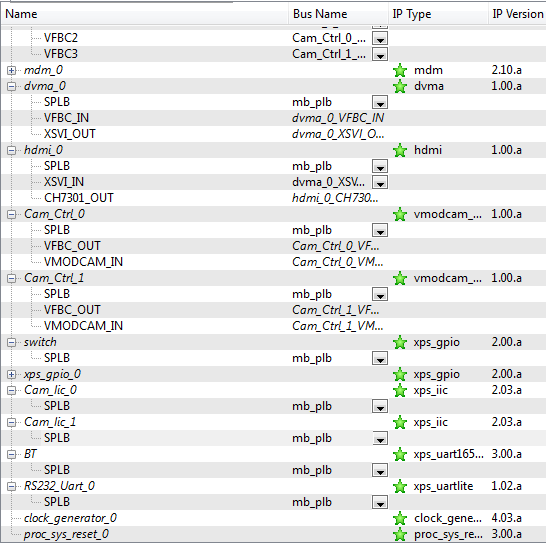 Name Bus Name IP Type IP Version
VFBC2 Cam_Ctrl_0_...
VFBC3 Cam_Ctrl_1_...
mdm_0 mdm 2.10.a
dvma_0 dvma 1.00.a
SPLB mb_plb
VFBC_IN dvma_0_VFBC_IN
XSVI_OUT dvma_0_XSVI_O...
hdmi_0 hdmi 1.00.a
SPLB mb_plb
XSVI_IN dvma_0_XSV...
CH7301_OUT hdmi_0_CH730...
Cam_Ctrl_0 vmodcam_... 1.00.a
SPLB mb_plb
VFBC_OUT Cam_Ctrl_0_VF...
VMODCAM_IN Cam_Ctrl_0_VM...
Cam_Ctrl_1 vmodcam_... 1.00.a
SPLB mb_plb
VFBC_OUT Cam_Ctrl_1_VF...
VMODCAM_IN Cam_Ctrl_1_VM...
switch xps_gpio 2.00.a
SPLB mb_plb
xps_gpio_0 xps_gpio 2.00.a
Cam_Iic_0 xps_iic 2.03.a
SPLB mb_plb
Cam_Iic_1 xps_iic 2.03.a
SPLB mb_plb
BT xps_uart165... 3.00.a
SPLB mb_plb
RS232_Uart_0 xps_uartlite 1.02.a
SPLB mb_plb
clock_generator_0 clock_gene... 4.03.a
proc_sys_reset_0 proc_sys_re... 3.00.a